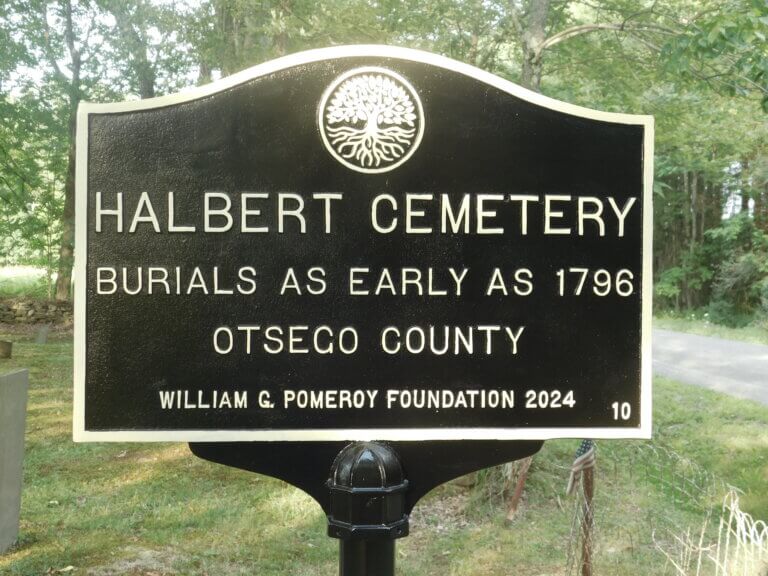 HALBERT CEMETERY
BURIALS AS EARLY AS 1796
OTSEGO COUNTY
WILLIAM G. POMEROY FOUNDATION 2024
10